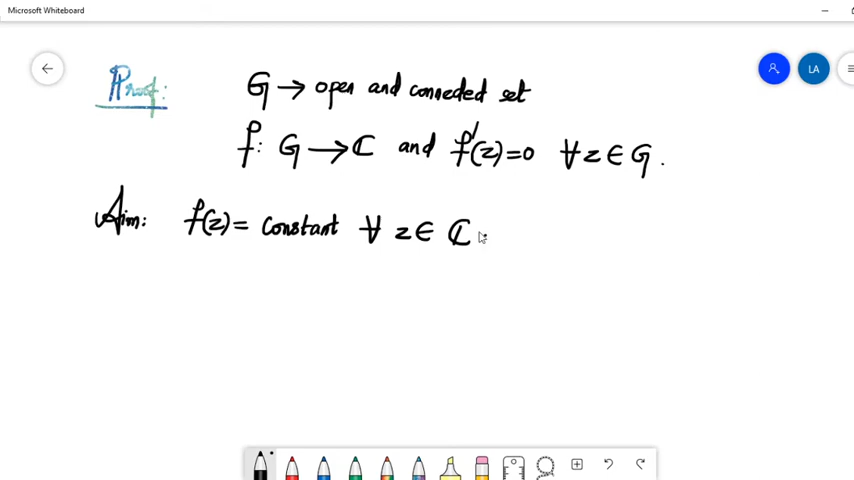 Microsoft Whiteboard
LA
Proof:
G → open and connected set
f: G → ℂ and f'(z)=0 ∀ z ∈ G.
Aim: f(z) = constant ∀ z ∈ ℂ